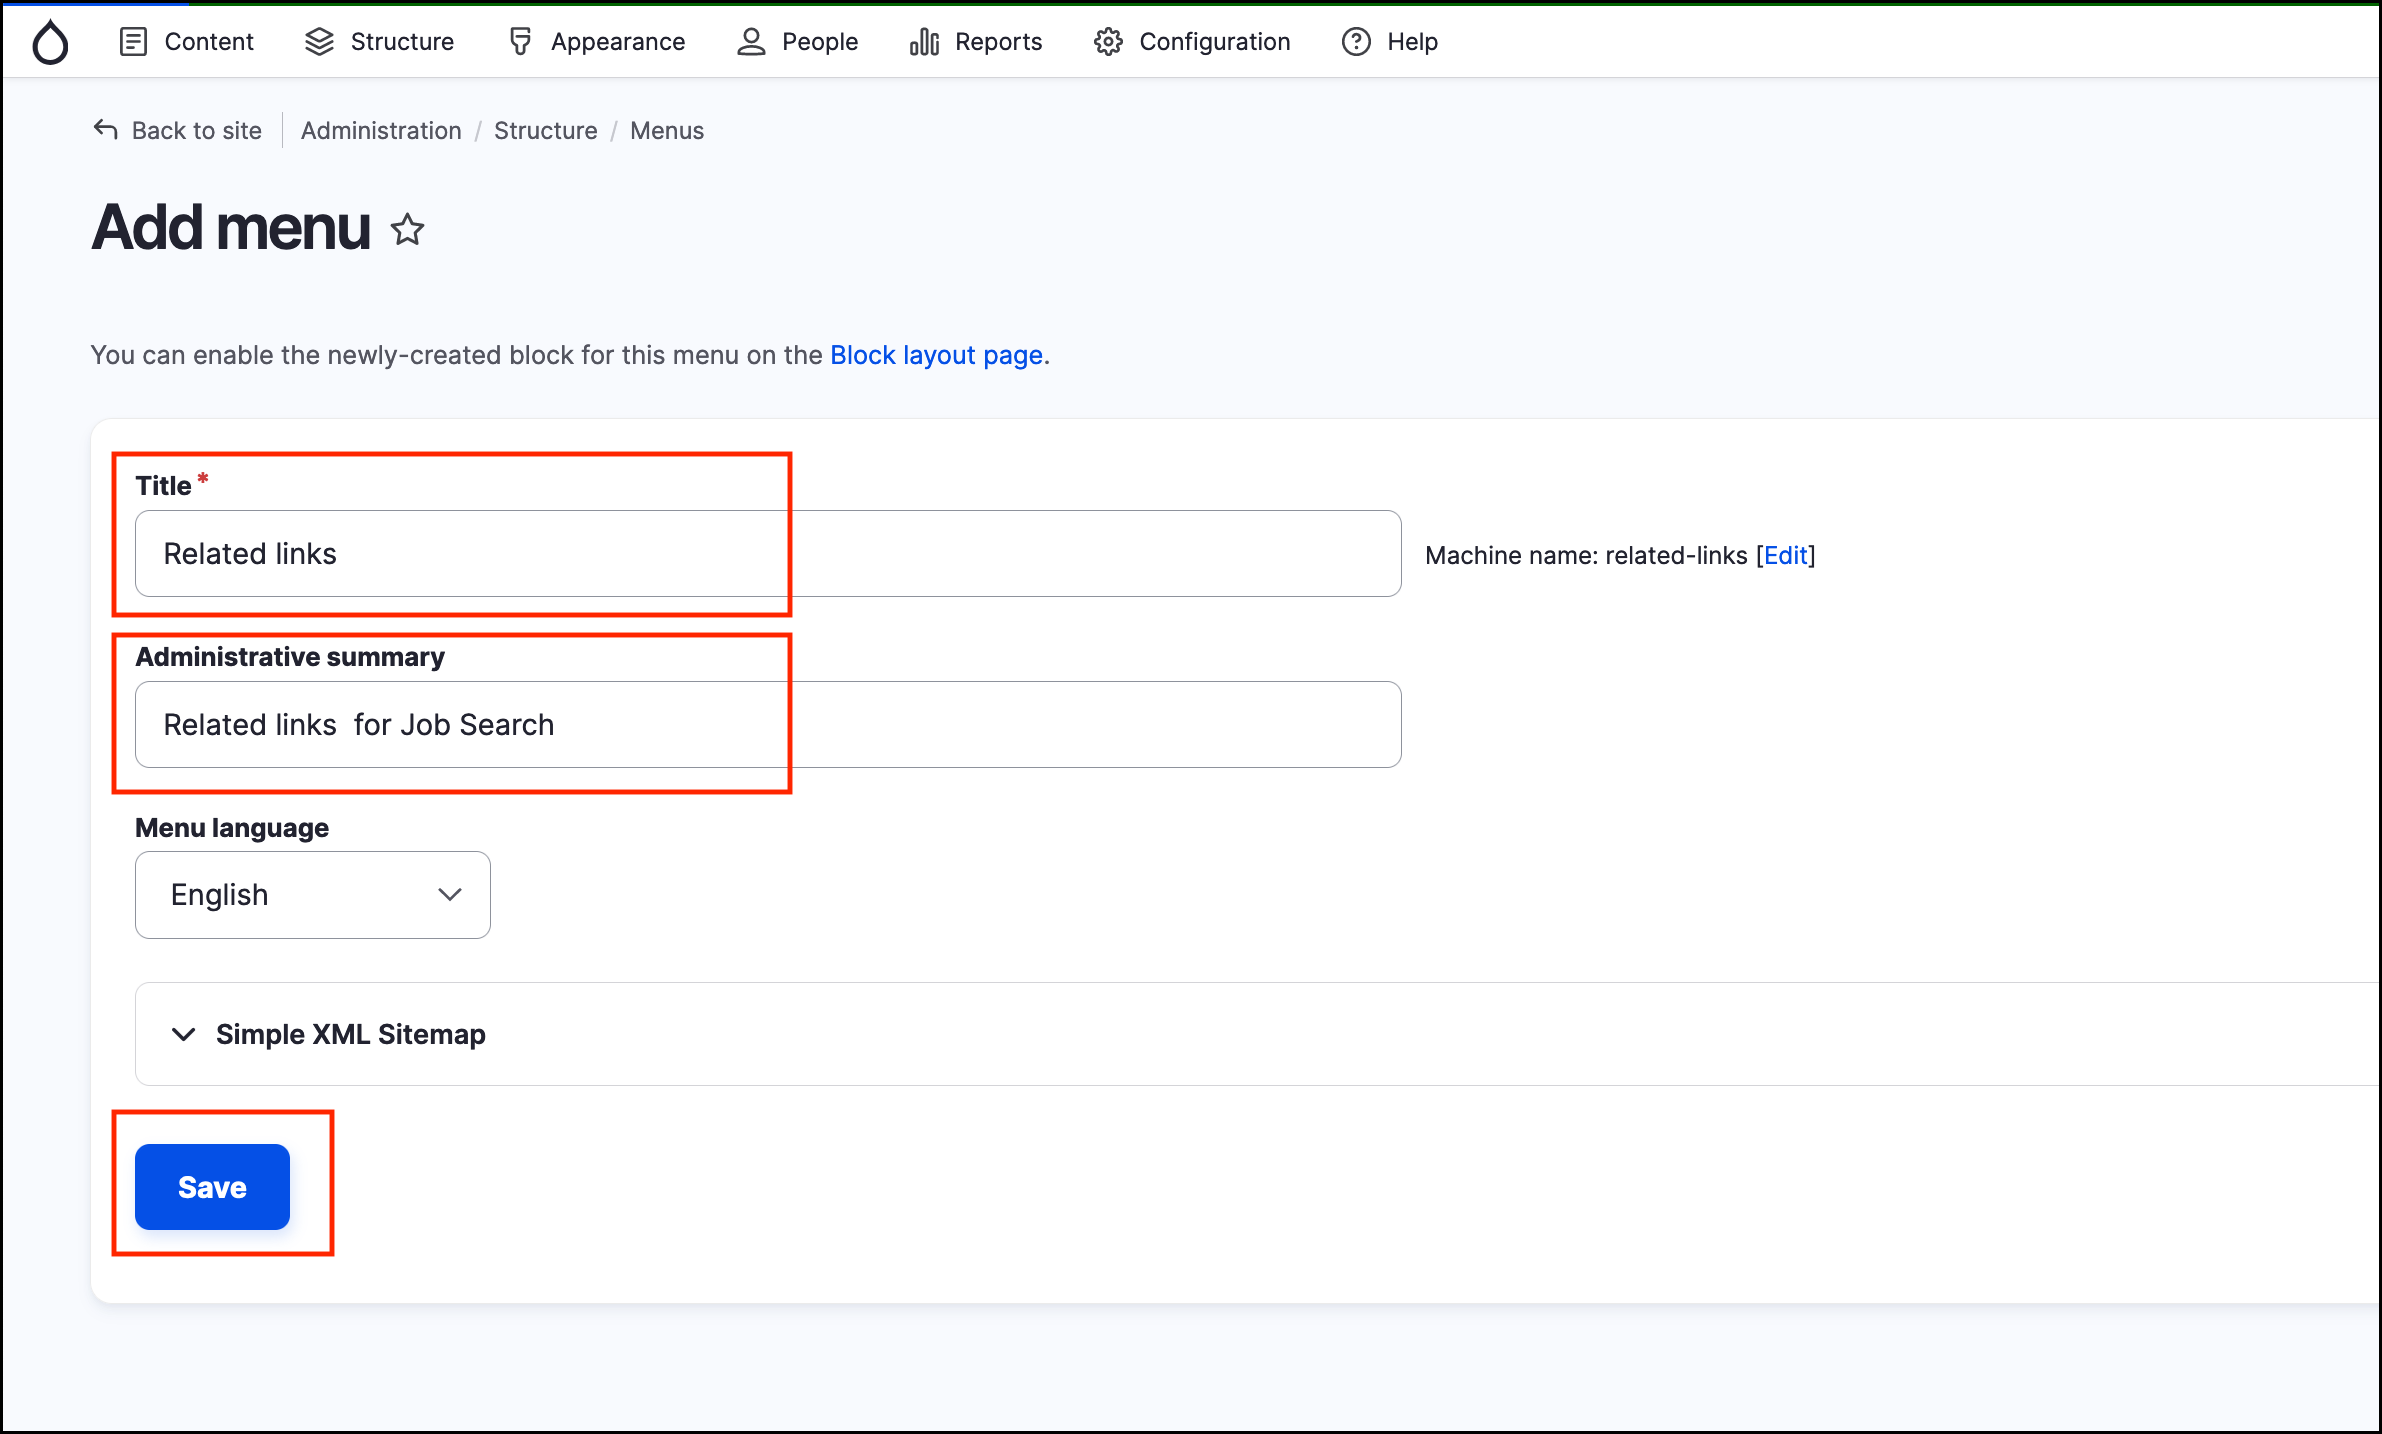 Content Structure Appearance People Reports Configuration Help
Back to site Administration / Structure / Menus
Add menu
You can enable the newly-created block for this menu on the Block layout page.
Title *
Related links
Machine name: related-links [Edit]
Administrative summary
Related links  for Job Search
Menu language
English
Simple XML Sitemap
Save